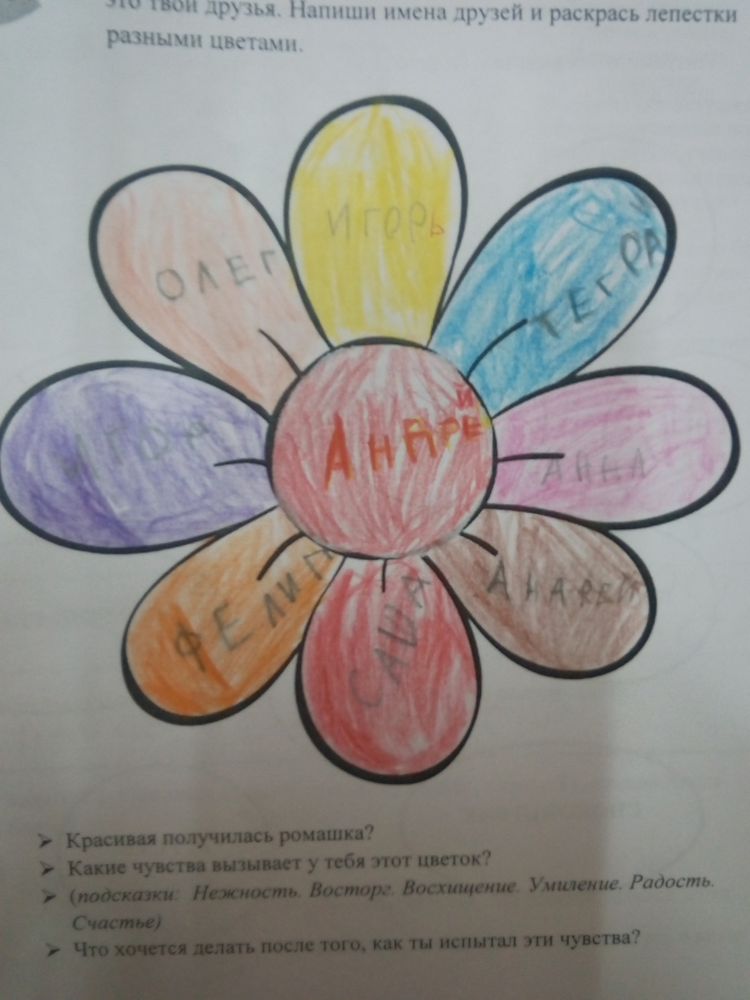 это твои друзья. Напиши имена друзей и раскрась лепестки
разными цветами.
ИГОРЬ
ОЛЕГ
ТЕГРАН
ИГОР
АНДРЕЙ
АННА
ФЕЛИП
САША
АНДРЕЙ
➤ Красивая получилась ромашка?
➤ Какие чувства вызывает у тебя этот цветок?
➤ (подсказки: Нежность. Восторг. Восхищение. Умиление. Радость.
Счастье)
➤ Что хочется делать после того, как ты испытал эти чувства?